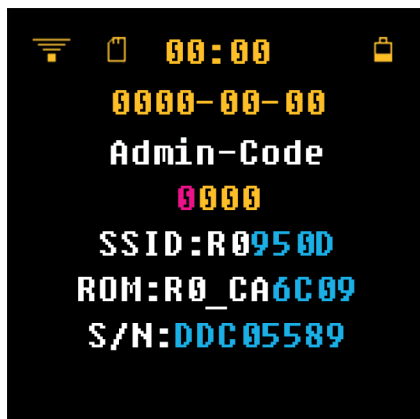 00:00
0000-00-00
Admin-Code
0000
SSID:R0950D
ROM:R0_CA6C09
S/N:DDC05589